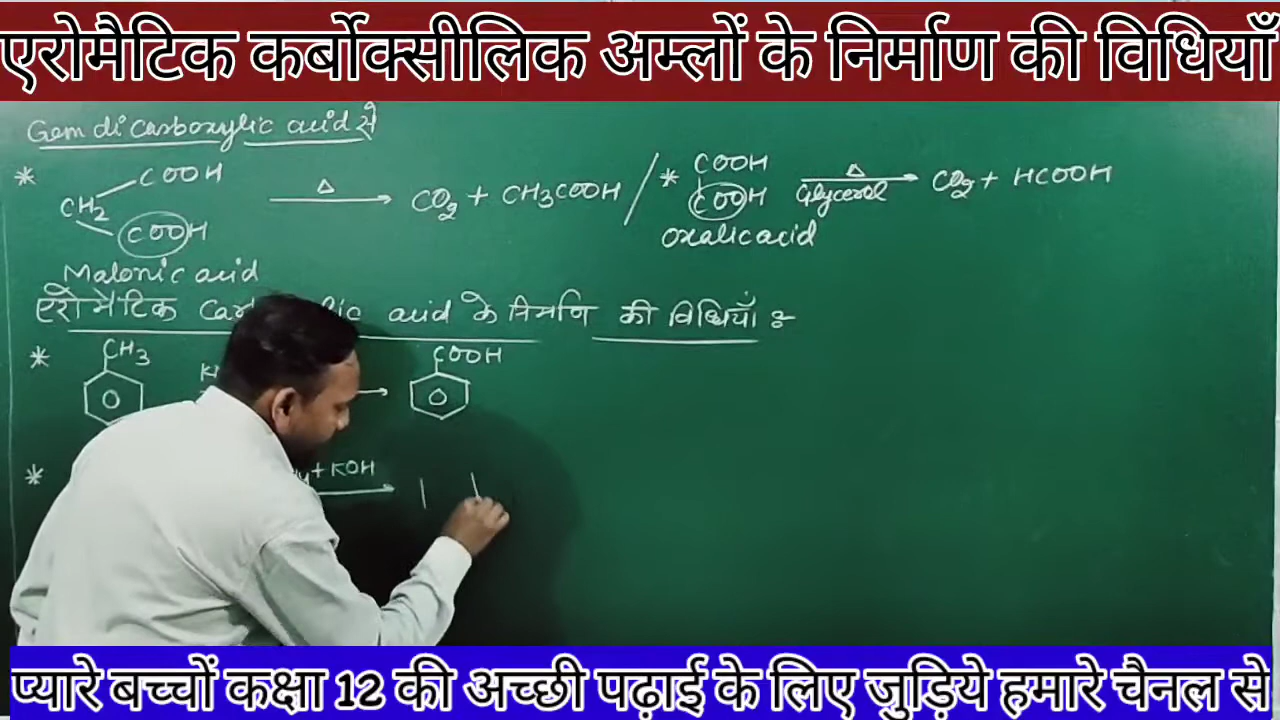 एरोमैटिक कर्बोक्सीलिक अम्लों के निर्माण की विधियाँ
Gem di Carboxylic acid से
* CH2 COOH COOH Δ CO2 + CH3COOH / * COOH COOH Δ Glycerol CO2 + HCOOH
Malonic acid
Oxalic acid
एरोमेटिक acid के निर्माण की विधियाँ :-
* CH3 COOH
* + KOH
प्यारे बच्चों कक्षा 12 की अच्छी पढ़ाई के लिए जुड़िये हमारे चैनल से